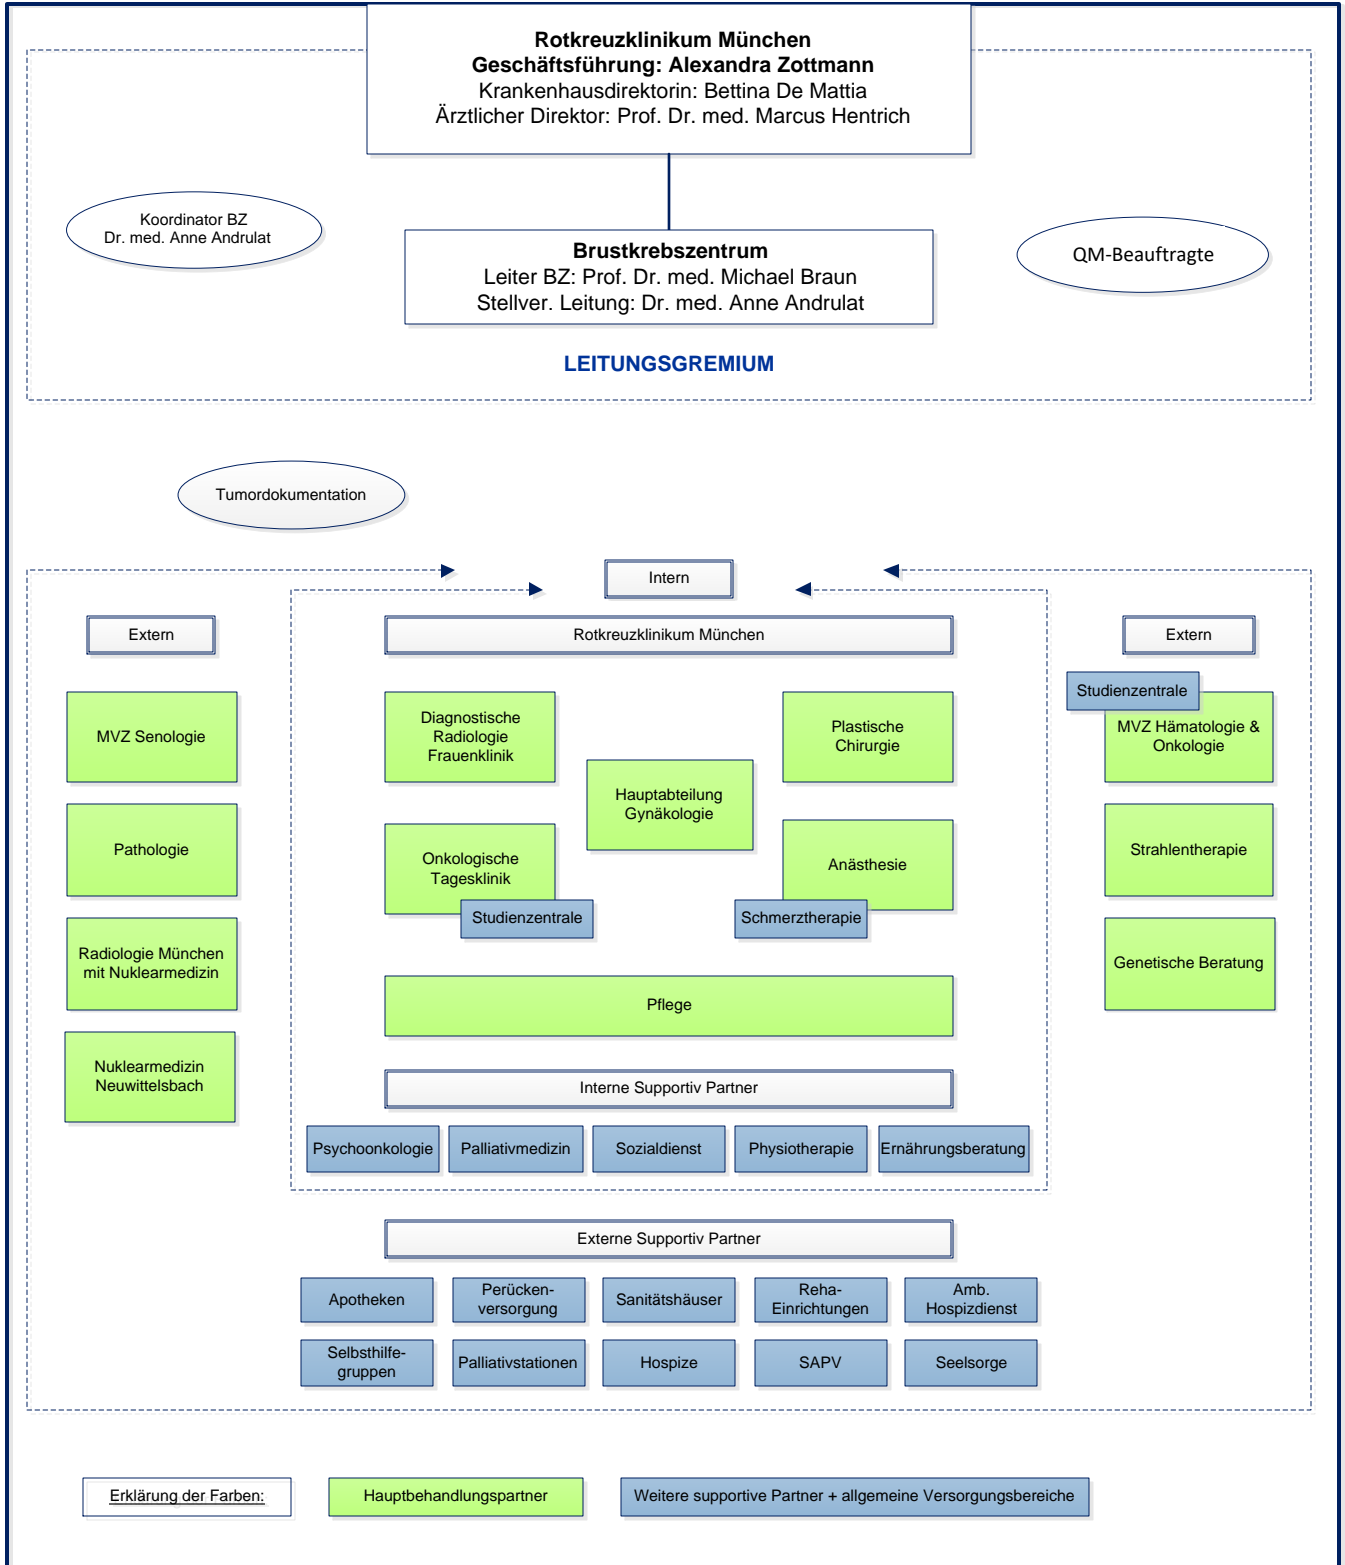 Rotkreuzklinikum München
Geschäftsführung: Alexandra Zottmann
Krankenhausdirektorin: Bettina De Mattia
Ärztlicher Direktor: Prof. Dr. med. Marcus Hentrich
Koordinator BZ
Dr. med. Anne Andrulat
Brustkrebszentrum
Leiter BZ: Prof. Dr. med. Michael Braun
Stellver. Leitung: Dr. med. Anne Andrulat
QM-Beauftragte
LEITUNGSGREMIUM
Tumordokumentation
Intern
Extern
Rotkreuzklinikum München
Extern
MVZ Senologie
Pathologie
Radiologie München
mit Nuklearmedizin
Nuklearmedizin
Neuwittelsbach
Diagnostische
Radiologie
Frauenklinik
Hauptabteilung
Gynäkologie
Plastische
Chirurgie
Onkologische
Tagesklinik
Studienzentrale
Anästhesie
Schmerztherapie
Pflege
Studienzentrale
MVZ Hämatologie &
Onkologie
Strahlentherapie
Genetische Beratung
Interne Supportiv Partner
Psychoonkologie
Palliativmedizin
Sozialdienst
Physiotherapie
Ernährungsberatung
Externe Supportiv Partner
Apotheken
Perücken-
versorgung
Sanitätshäuser
Reha-
Einrichtungen
Amb.
Hospizdienst
Selbsthilfe-
gruppen
Palliativstationen
Hospize
SAPV
Seelsorge
Erklärung der Farben:
Hauptbehandlungspartner
Weitere supportive Partner + allgemeine Versorgungsbereiche